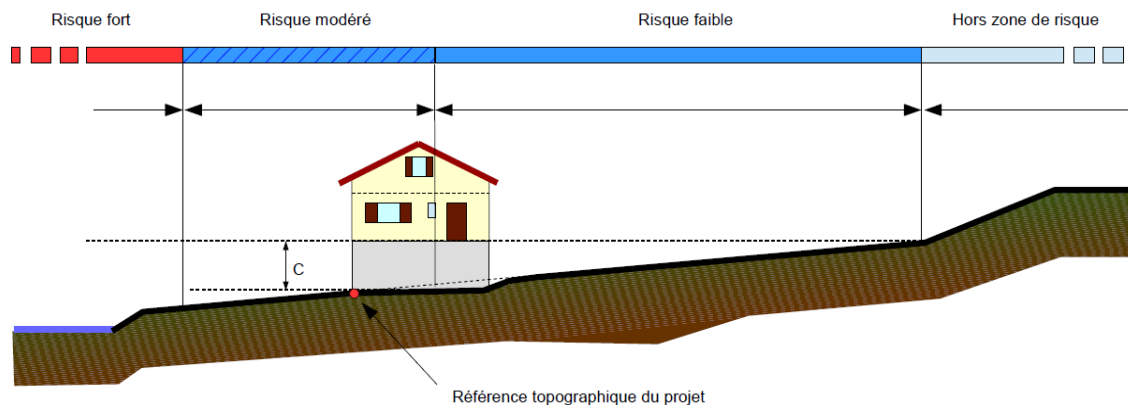 Risque fort
Risque modéré
Risque faible
Hors zone de risque
C
Référence topographique du projet